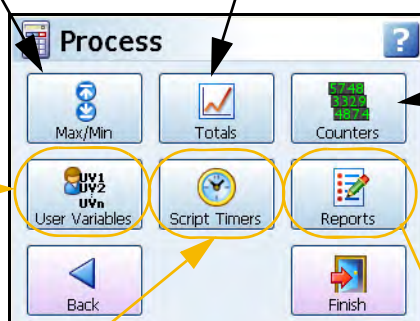 Process
?
Max/Min
Totals
5748
3329
4874
Counters
UV1
UV2
UVn
User Variables
Script Timers
Reports
Back
Finish